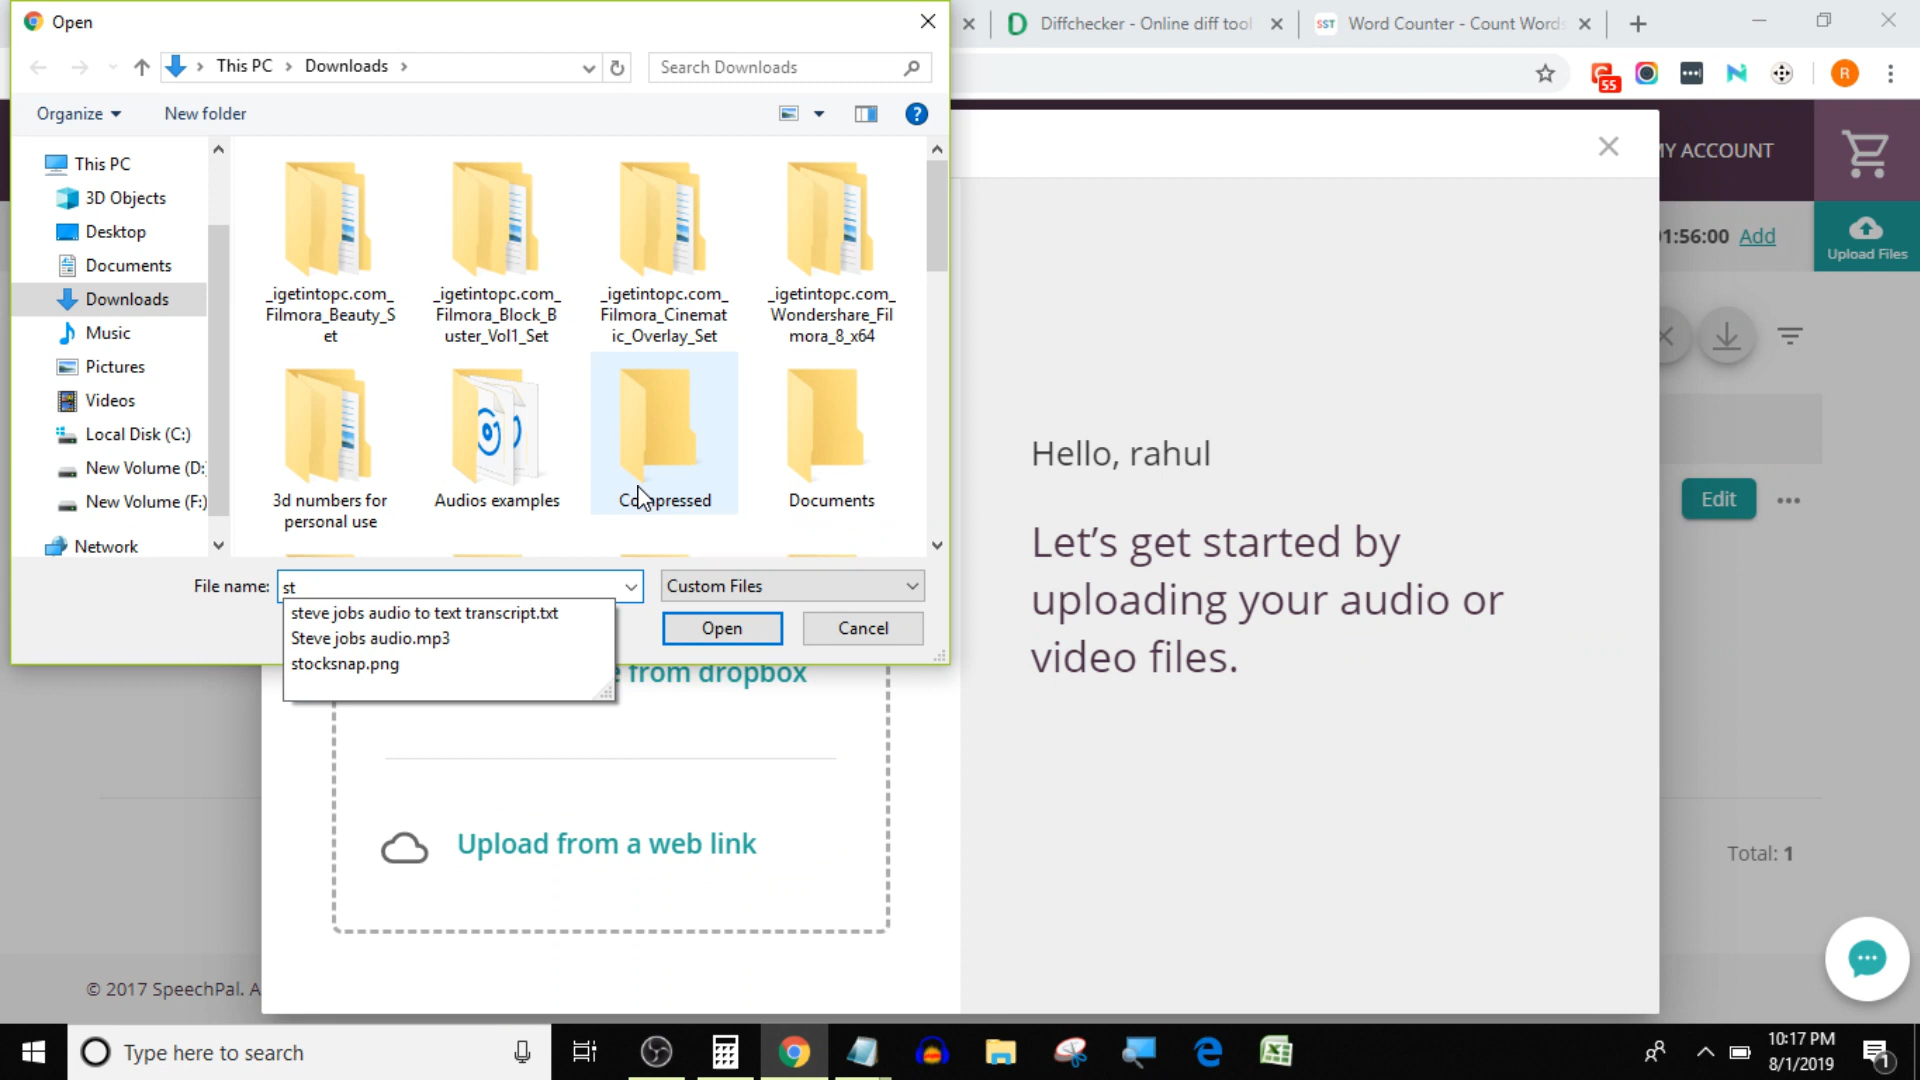 Open
Diffchecker - Online diff tool
SST Word Counter - Count Words
This PC
Downloads
Search Downloads
55
R
Organize
New folder
?
MY ACCOUNT
This PC
3D Objects
Desktop
Documents
Downloads
Music
Pictures
Videos
Local Disk (C:)
New Volume (D:
New Volume (F:)
Network
_igetintopc.com_
Filmora_Beauty_S
et
_igetintopc.com_
Filmora_Block_B
uster_Vol1_Set
_igetintopc.com_
Filmora_Cinemat
ic_Overlay_Set
_igetintopc.com_
Wondershare_Fil
mora_8_x64
3d numbers for
personal use
Audios examples
Compressed
Documents
1:56:00 Add
Upload Files
File name: st
Custom Files
steve jobs audio to text transcript.txt
Steve jobs audio.mp3
stocksnap.png
Open
Cancel
from dropbox
Upload from a web link
Hello, rahul
Let's get started by
uploading your audio or
video files.
Edit
Total: 1
© 2017 SpeechPal. A
Type here to search
10:17 PM
8/1/2019
1